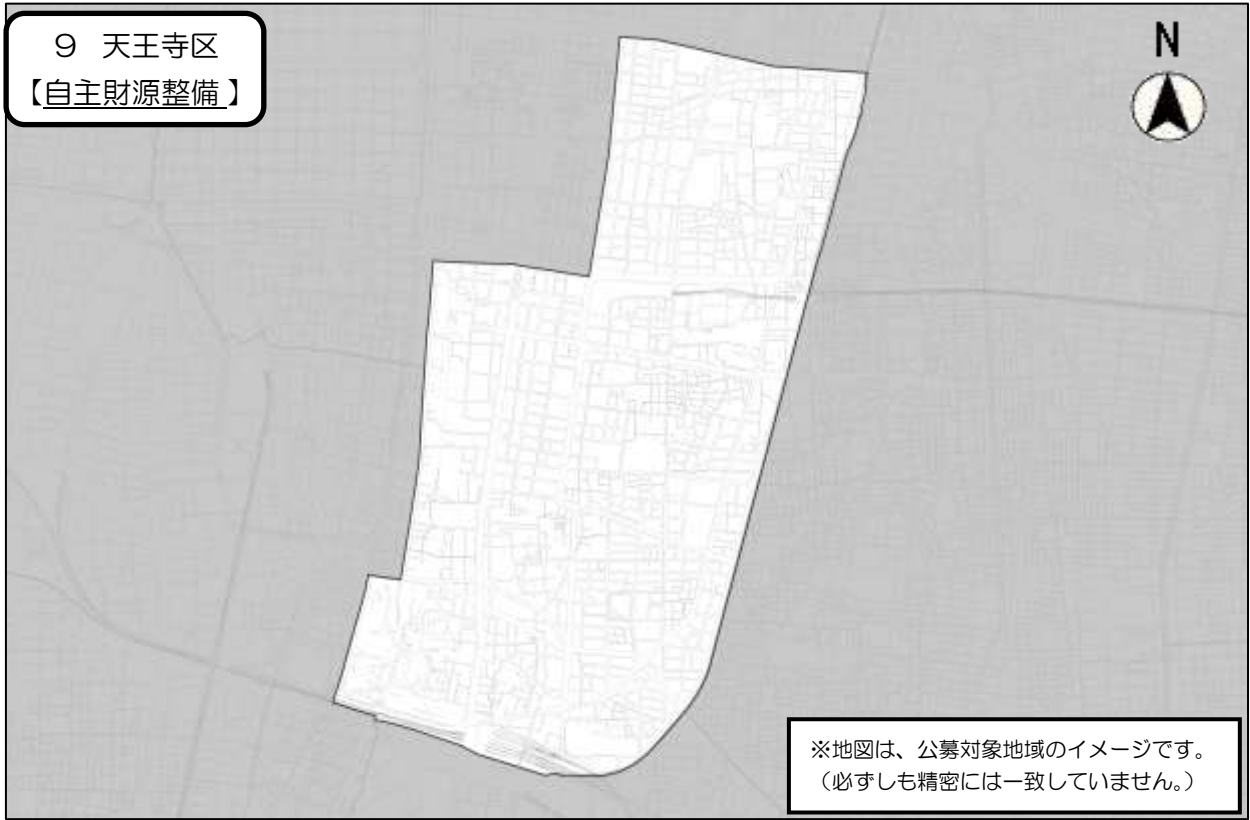 ９ 天王寺区
【自主財源整備】
N
※地図は、公募対象地域のイメージです。
（必ずしも精密には一致していません。）